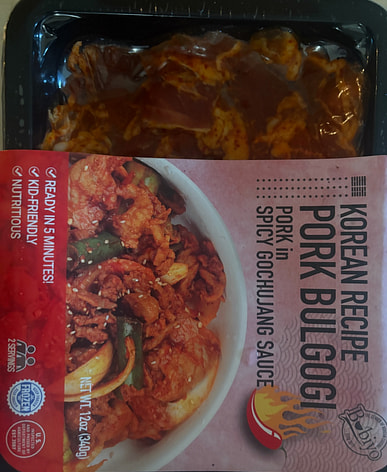 KOREAN RECIPE
PORK BULGOGI
PORK in
SPICY GOCHUJANG SAUCE
READY IN 5 MINUTES!
KID-FRIENDLY
NUTRITIOUS
2 SERVINGS
FROZEN
U.S.
NET WT. 12oz (340g)